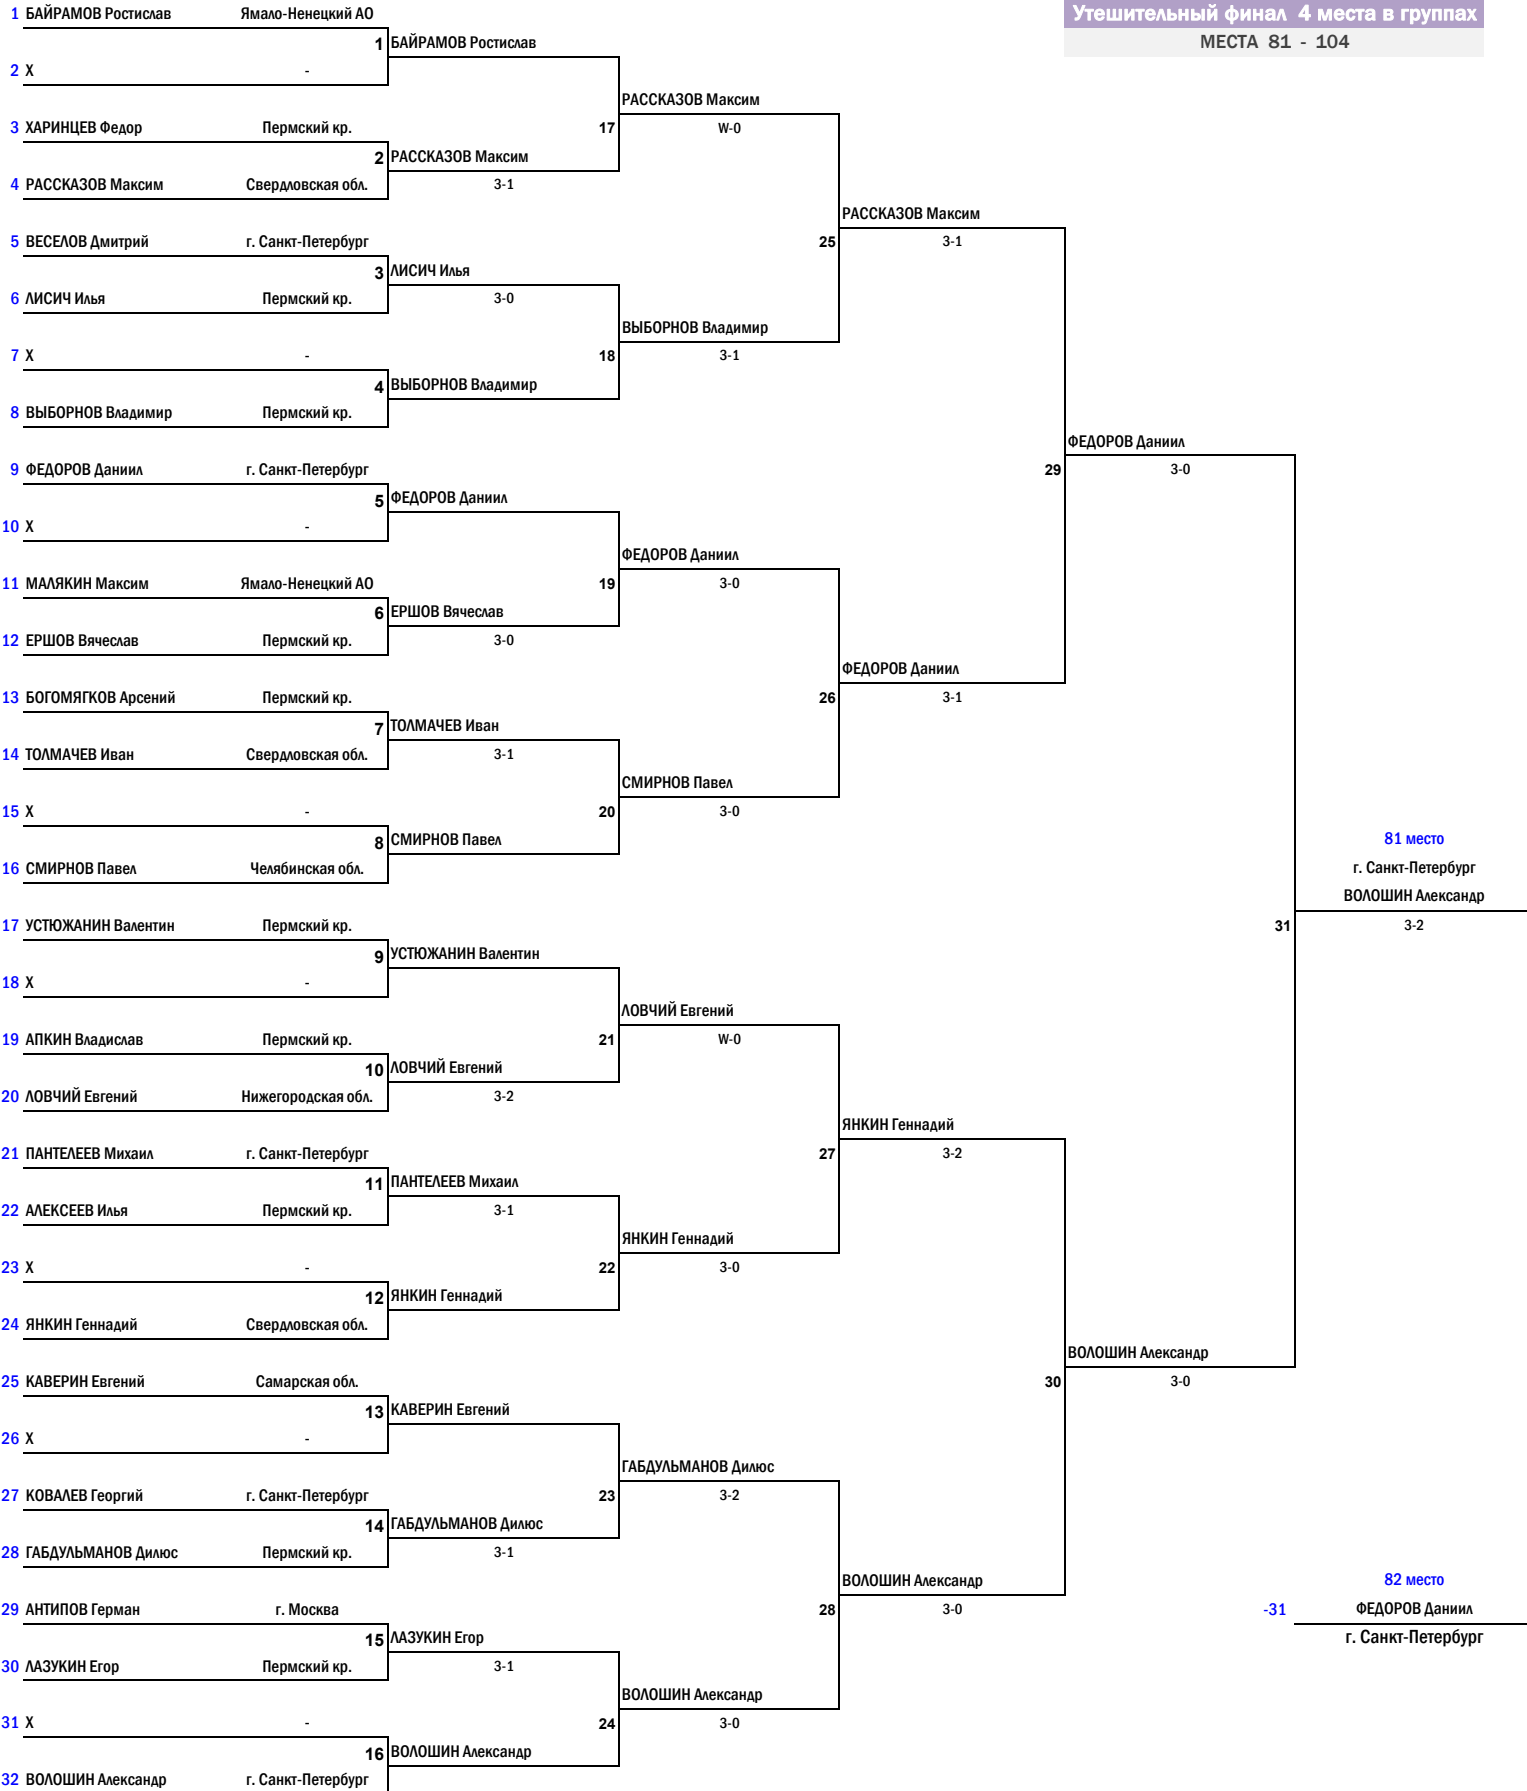 Утешительный финал 4 места в группах
МЕСТА 81 - 104
1 БАЙРАМОВ Ростислав Ямало-Ненецкий АО
1 БАЙРАМОВ Ростислав
2 X -
РАССКАЗОВ Максим
3 ХАРИНЦЕВ Федор Пермский кр. 17 W-0
2 РАССКАЗОВ Максим
4 РАССКАЗОВ Максим Свердловская обл. 3-1
РАССКАЗОВ Максим
5 ВЕСЕЛОВ Дмитрий г. Санкт-Петербург 25 3-1
3 ЛИСИЧ Илья
6 ЛИСИЧ Илья Пермский кр. 3-0
ВЫБОРНОВ Владимир
7 X - 18 3-1
4 ВЫБОРНОВ Владимир
8 ВЫБОРНОВ Владимир Пермский кр.
ФЕДОРОВ Даниил
9 ФЕДОРОВ Даниил г. Санкт-Петербург 29 3-0
5 ФЕДОРОВ Даниил
10 X -
ФЕДОРОВ Даниил
11 МАЛЯКИН Максим Ямало-Ненецкий АО 19 3-0
6 ЕРШОВ Вячеслав
12 ЕРШОВ Вячеслав Пермский кр. 3-0
ФЕДОРОВ Даниил
13 БОГОМЯГКОВ Арсений Пермский кр. 26 3-1
7 ТОЛМАЧЕВ Иван
14 ТОЛМАЧЕВ Иван Свердловская обл. 3-1
СМИРНОВ Павел
15 X - 20 3-0
8 СМИРНОВ Павел 81 место
16 СМИРНОВ Павел Челябинская обл. г. Санкт-Петербург
ВОЛОШИН Александр
17 УСТЮЖАНИН Валентин Пермский кр. 31 3-2
9 УСТЮЖАНИН Валентин
18 X -
ЛОВЧИЙ Евгений
19 АПКИН Владислав Пермский кр. 21 W-0
10 ЛОВЧИЙ Евгений
20 ЛОВЧИЙ Евгений Нижегородская обл. 3-2
ЯНКИН Геннадий
21 ПАНТЕЛЕЕВ Михаил г. Санкт-Петербург 27 3-2
11 ПАНТЕЛЕЕВ Михаил
22 АЛЕКСЕЕВ Илья Пермский кр. 3-1
ЯНКИН Геннадий
23 X - 22 3-0
12 ЯНКИН Геннадий
24 ЯНКИН Геннадий Свердловская обл.
ВОЛОШИН Александр
25 КАВЕРИН Евгений Самарская обл. 30 3-0
13 КАВЕРИН Евгений
26 X -
ГАБДУЛЬМАНОВ Дилюс
27 КОВАЛЕВ Георгий г. Санкт-Петербург 23 3-2
14 ГАБДУЛЬМАНОВ Дилюс
28 ГАБДУЛЬМАНОВ Дилюс Пермский кр. 3-1
ВОЛОШИН Александр 82 место
29 АНТИПОВ Герман г. Москва 28 3-0 -31 ФЕДОРОВ Даниил
15 ЛАЗУКИН Егор г. Санкт-Петербург
30 ЛАЗУКИН Егор Пермский кр. 3-1
ВОЛОШИН Александр
31 X - 24 3-0
16 ВОЛОШИН Александр
32 ВОЛОШИН Александр г. Санкт-Петербург